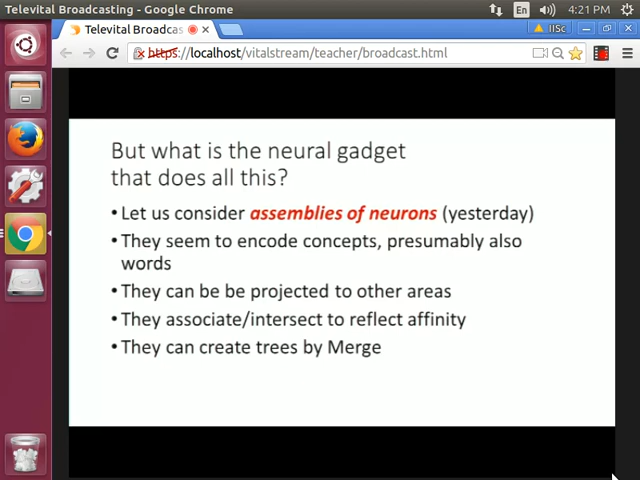 Televital Broadcasting - Google Chrome
En
4:21 PM
Televital Broadcas
IISc
https://localhost/vitalstream/teacher/broadcast.html
But what is the neural gadget
that does all this?
•Let us consider assemblies of neurons (yesterday)
•They seem to encode concepts, presumably also
words
•They can be be projected to other areas
•They associate/intersect to reflect affinity
•They can create trees by Merge